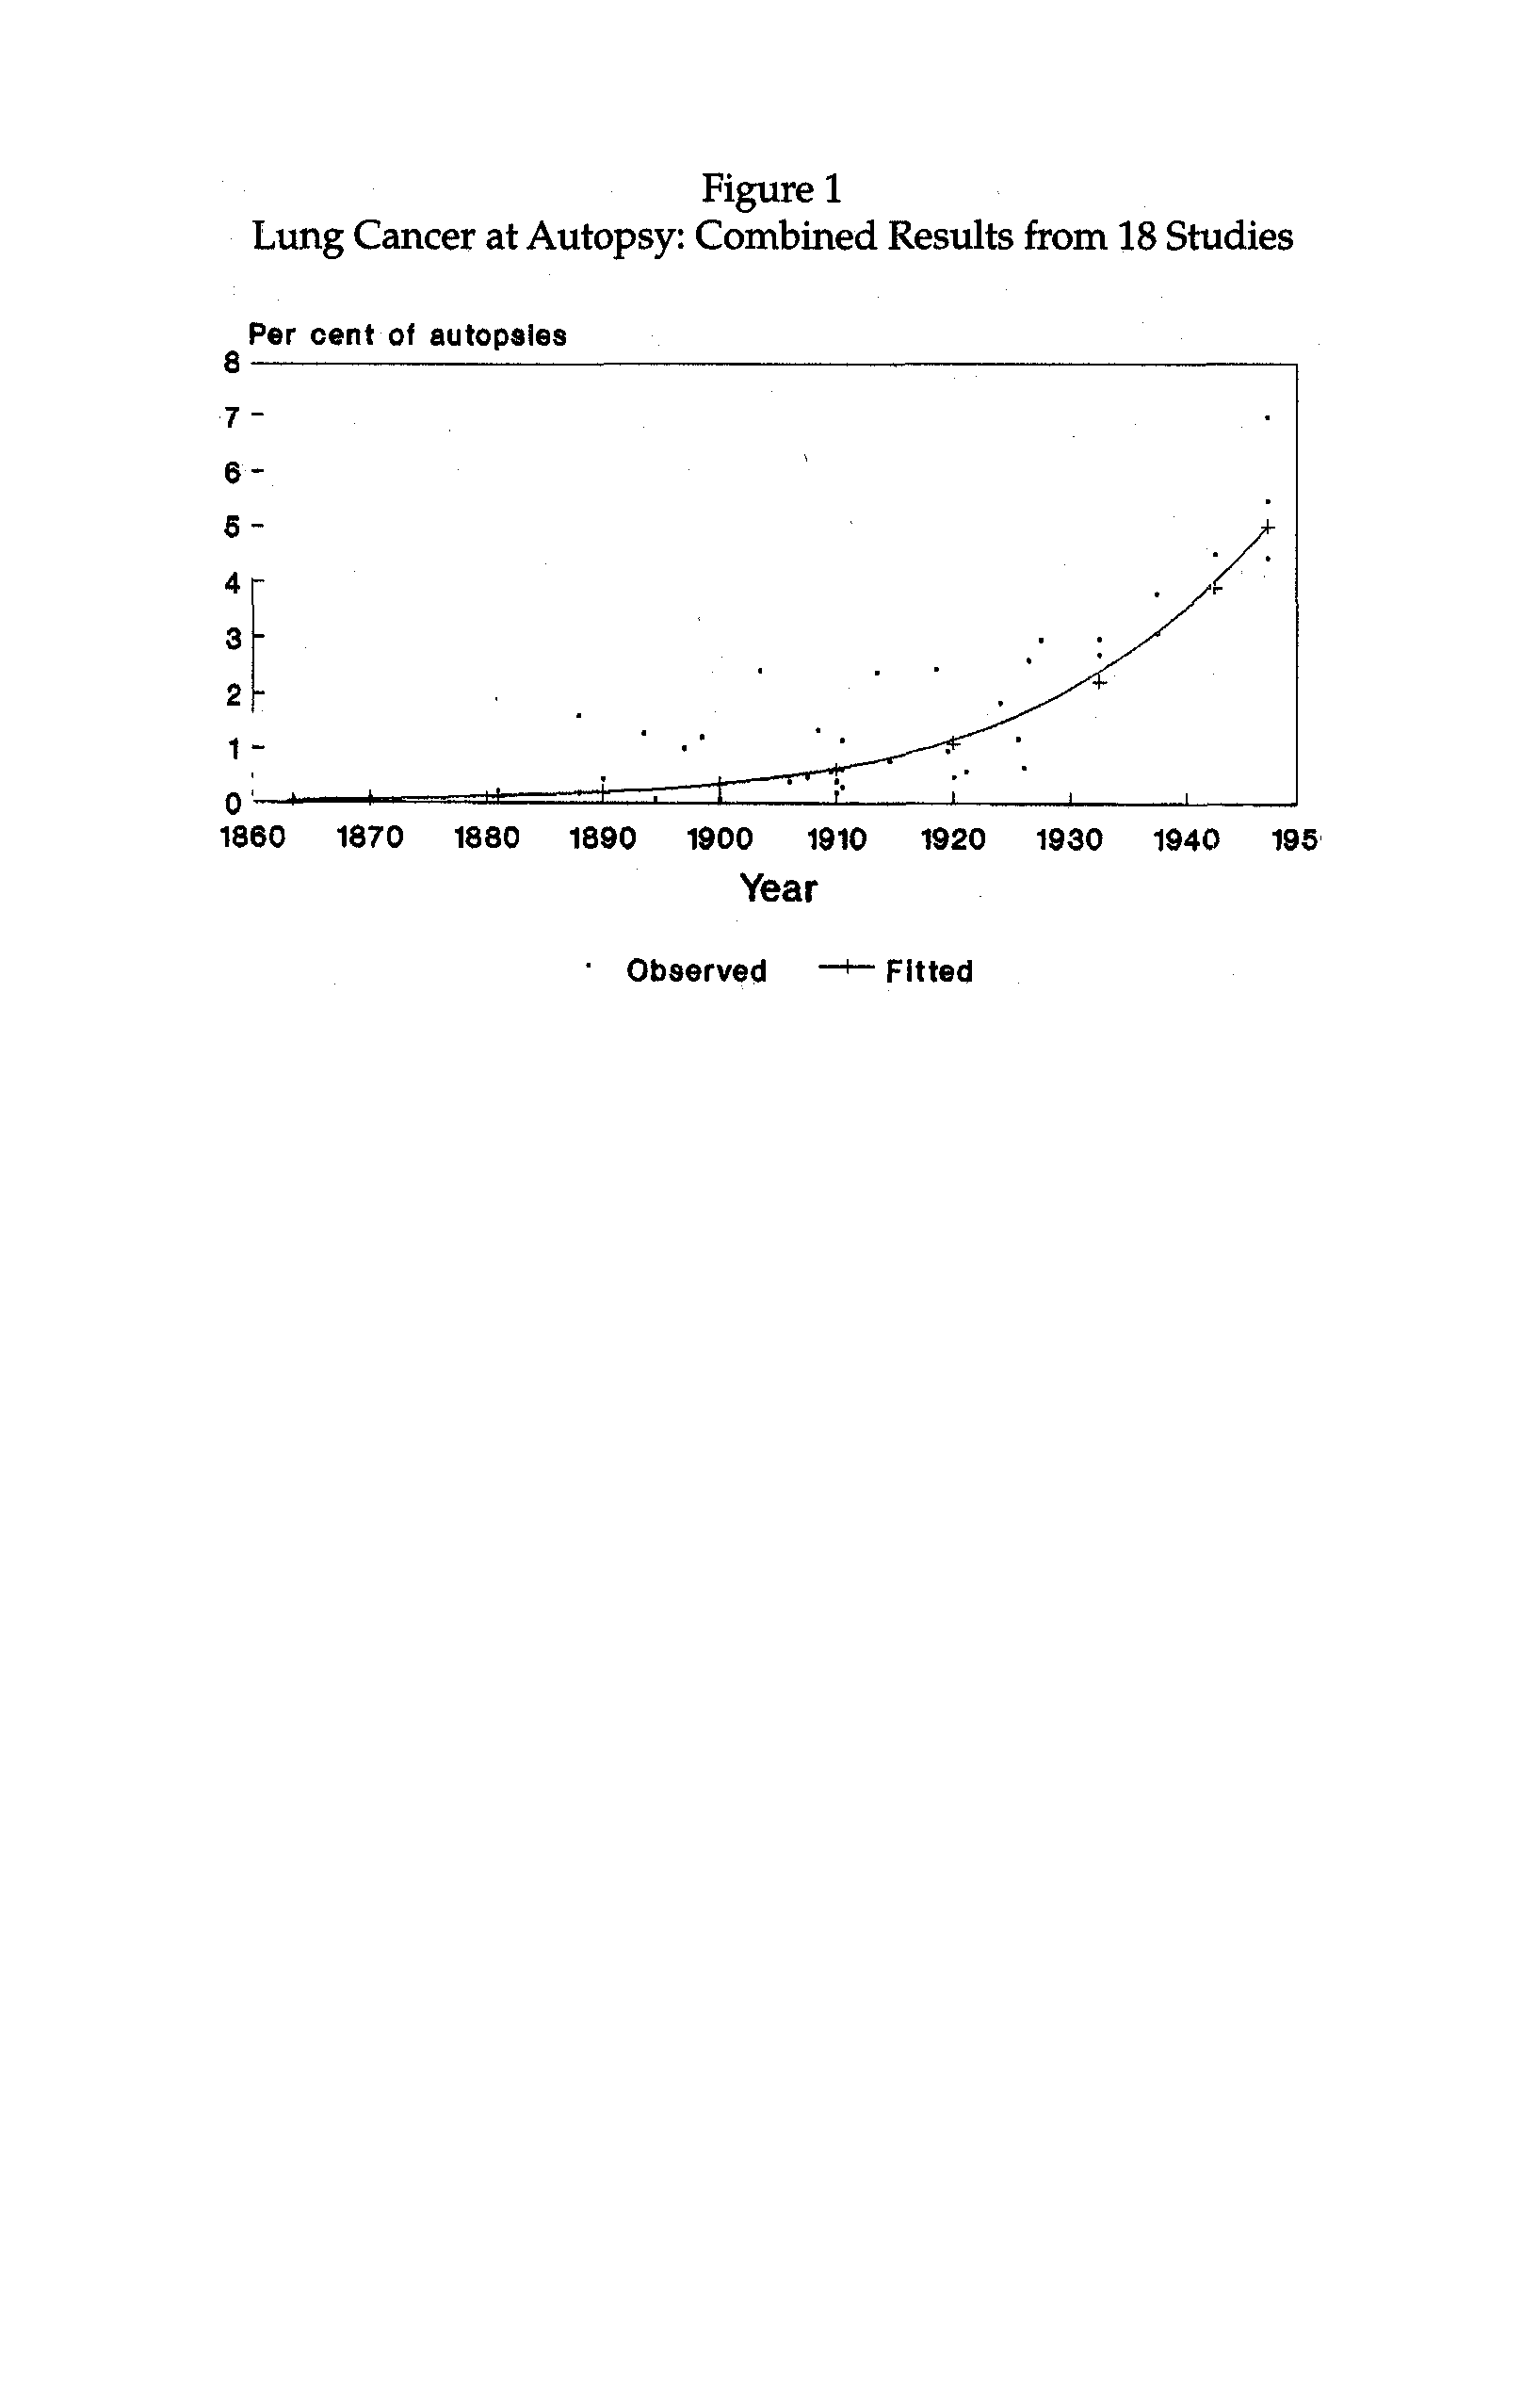 Figure 1
Lung Cancer at Autopsy: Combined Results from 18 Studies
Per cent of autopsies
8
7
6
5
4
3
2
1
0
1860 1870 1880 1890 1900 1910 1920 1930 1940 195
Year
Observed Fitted